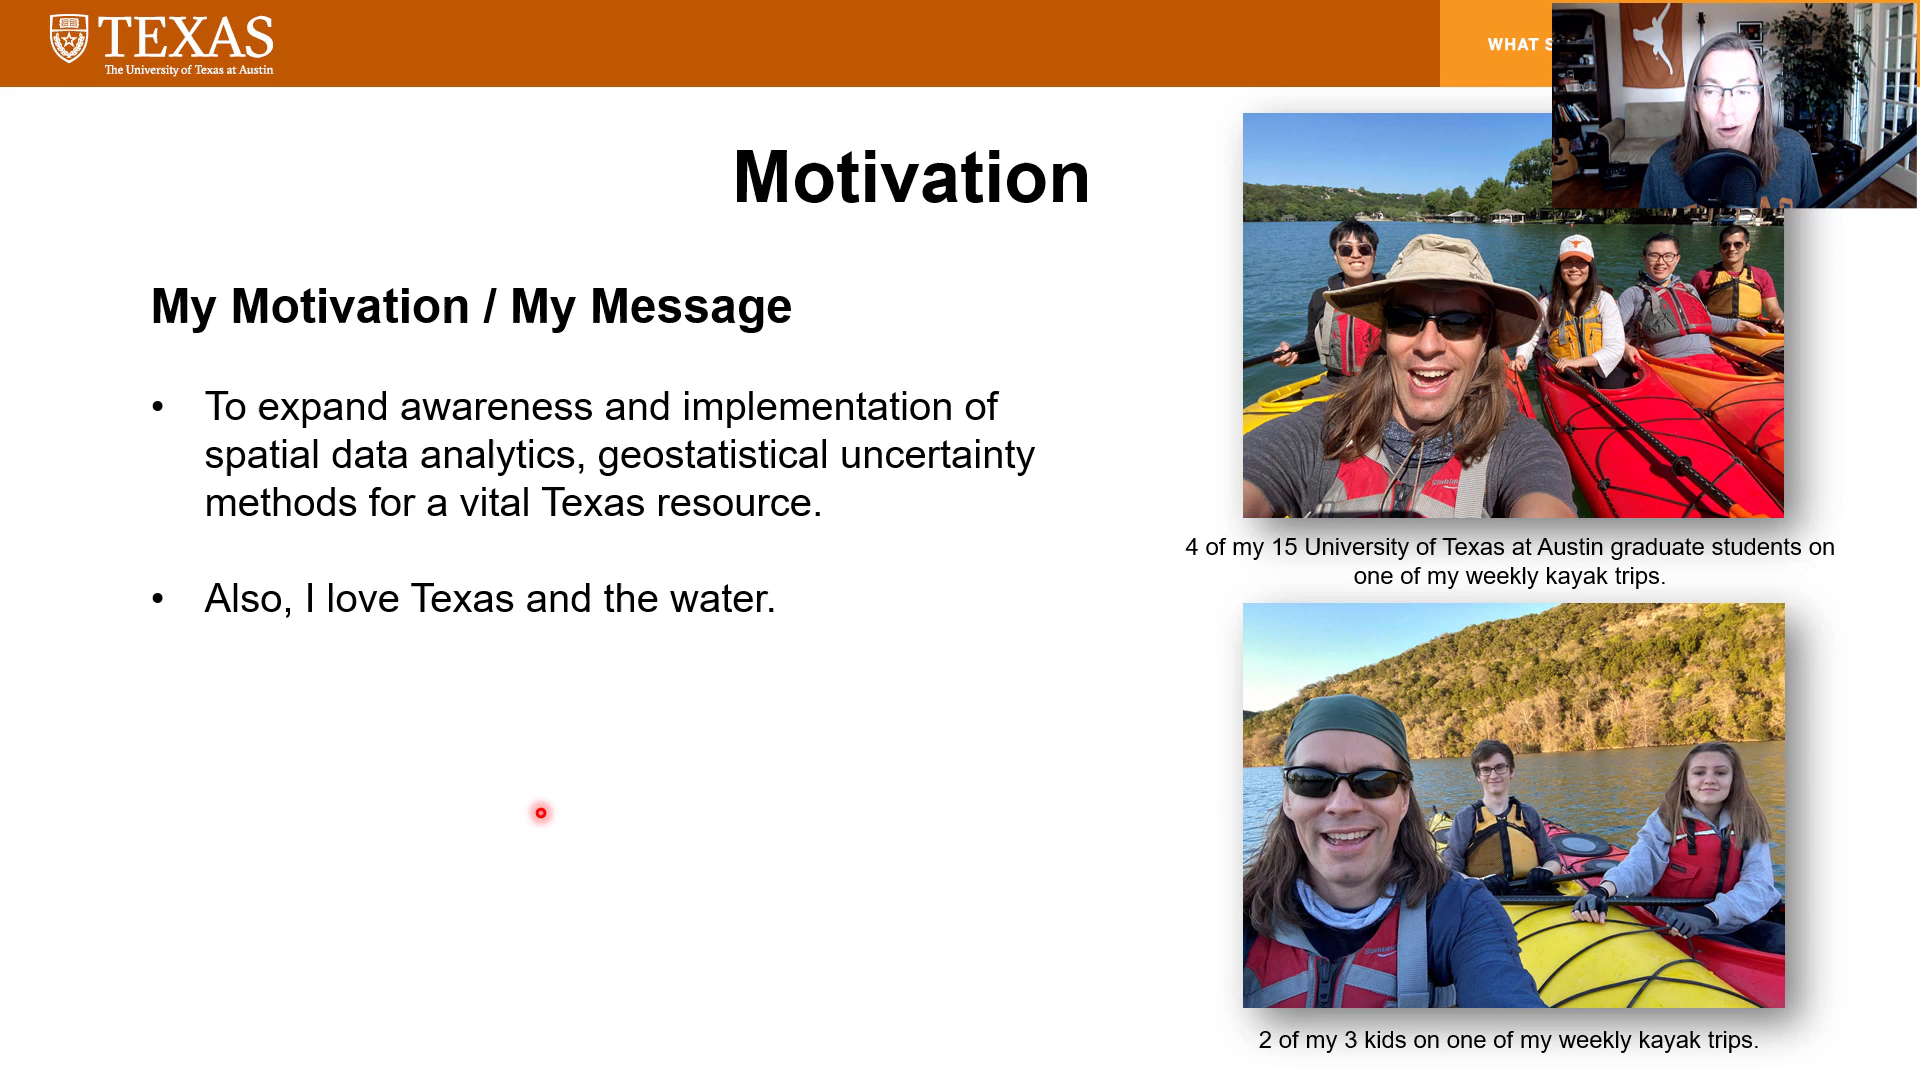 TEXAS
The University of Texas at Austin
WHAT
Motivation
My Motivation / My Message
• To expand awareness and implementation of
spatial data analytics, geostatistical uncertainty
methods for a vital Texas resource.
• Also, I love Texas and the water.
4 of my 15 University of Texas at Austin graduate students on
one of my weekly kayak trips.
2 of my 3 kids on one of my weekly kayak trips.